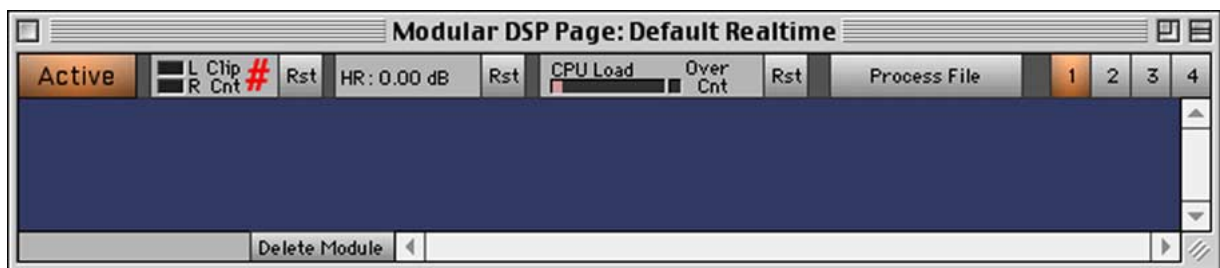 Modular DSP Page: Default Realtime
Active
L Clip #
R Cnt
Rst
HR: 0.00 dB
Rst
CPU Load
Over
Cnt
Rst
Process File
1 2 3 4
Delete Module